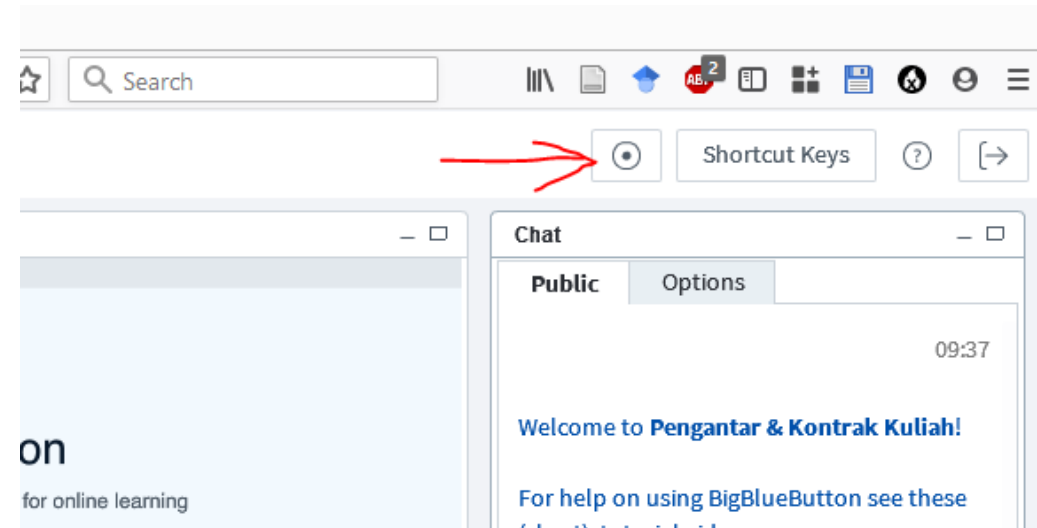 Search
2
Shortcut Keys
?
Chat
Public
Options
09:37
on
for online learning
Welcome to Pengantar & Kontrak Kuliah!
For help on using BigBlueButton see these